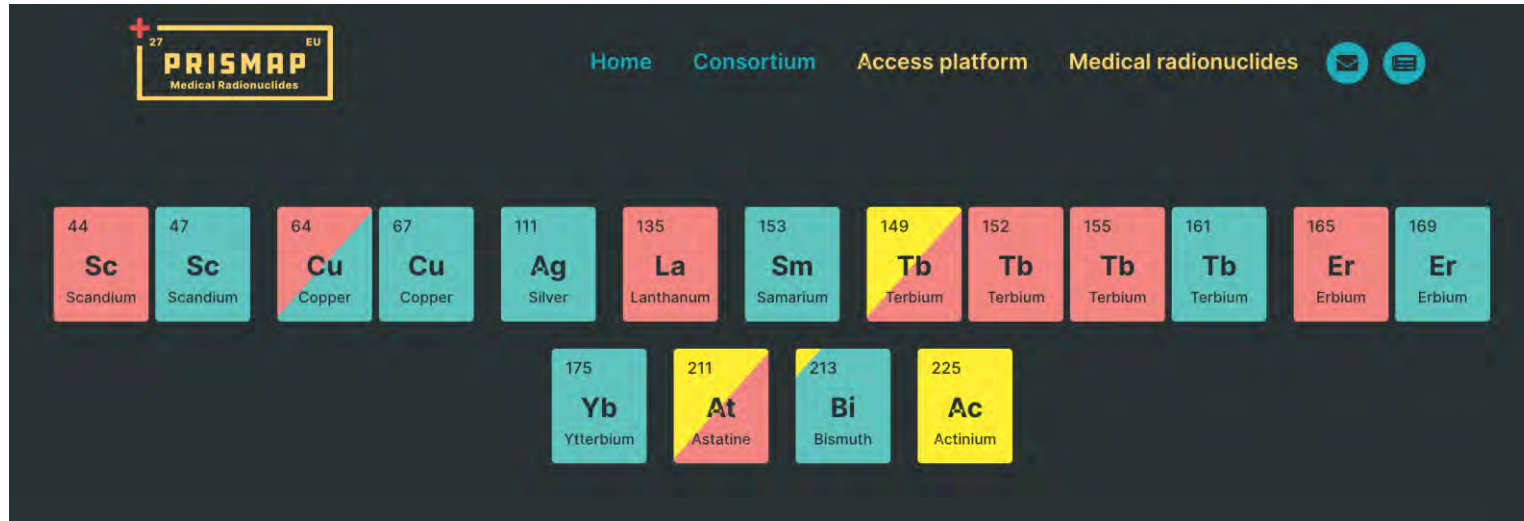 27 EU
PRISMAP
Medical Radionuclides
Home Consortium Access platform Medical radionuclides
44 47 64 67 111 135 153 149 152 155 161 165 169
Sc Sc Cu Cu Ag La Sm Tb Tb Tb Tb Er Er
Scandium Scandium Copper Copper Silver Lanthanum Samarium Terbium Terbium Terbium Terbium Erbium Erbium
175 211 213 225
Yb At Bi Ac
Ytterbium Astatine Bismuth Actinium